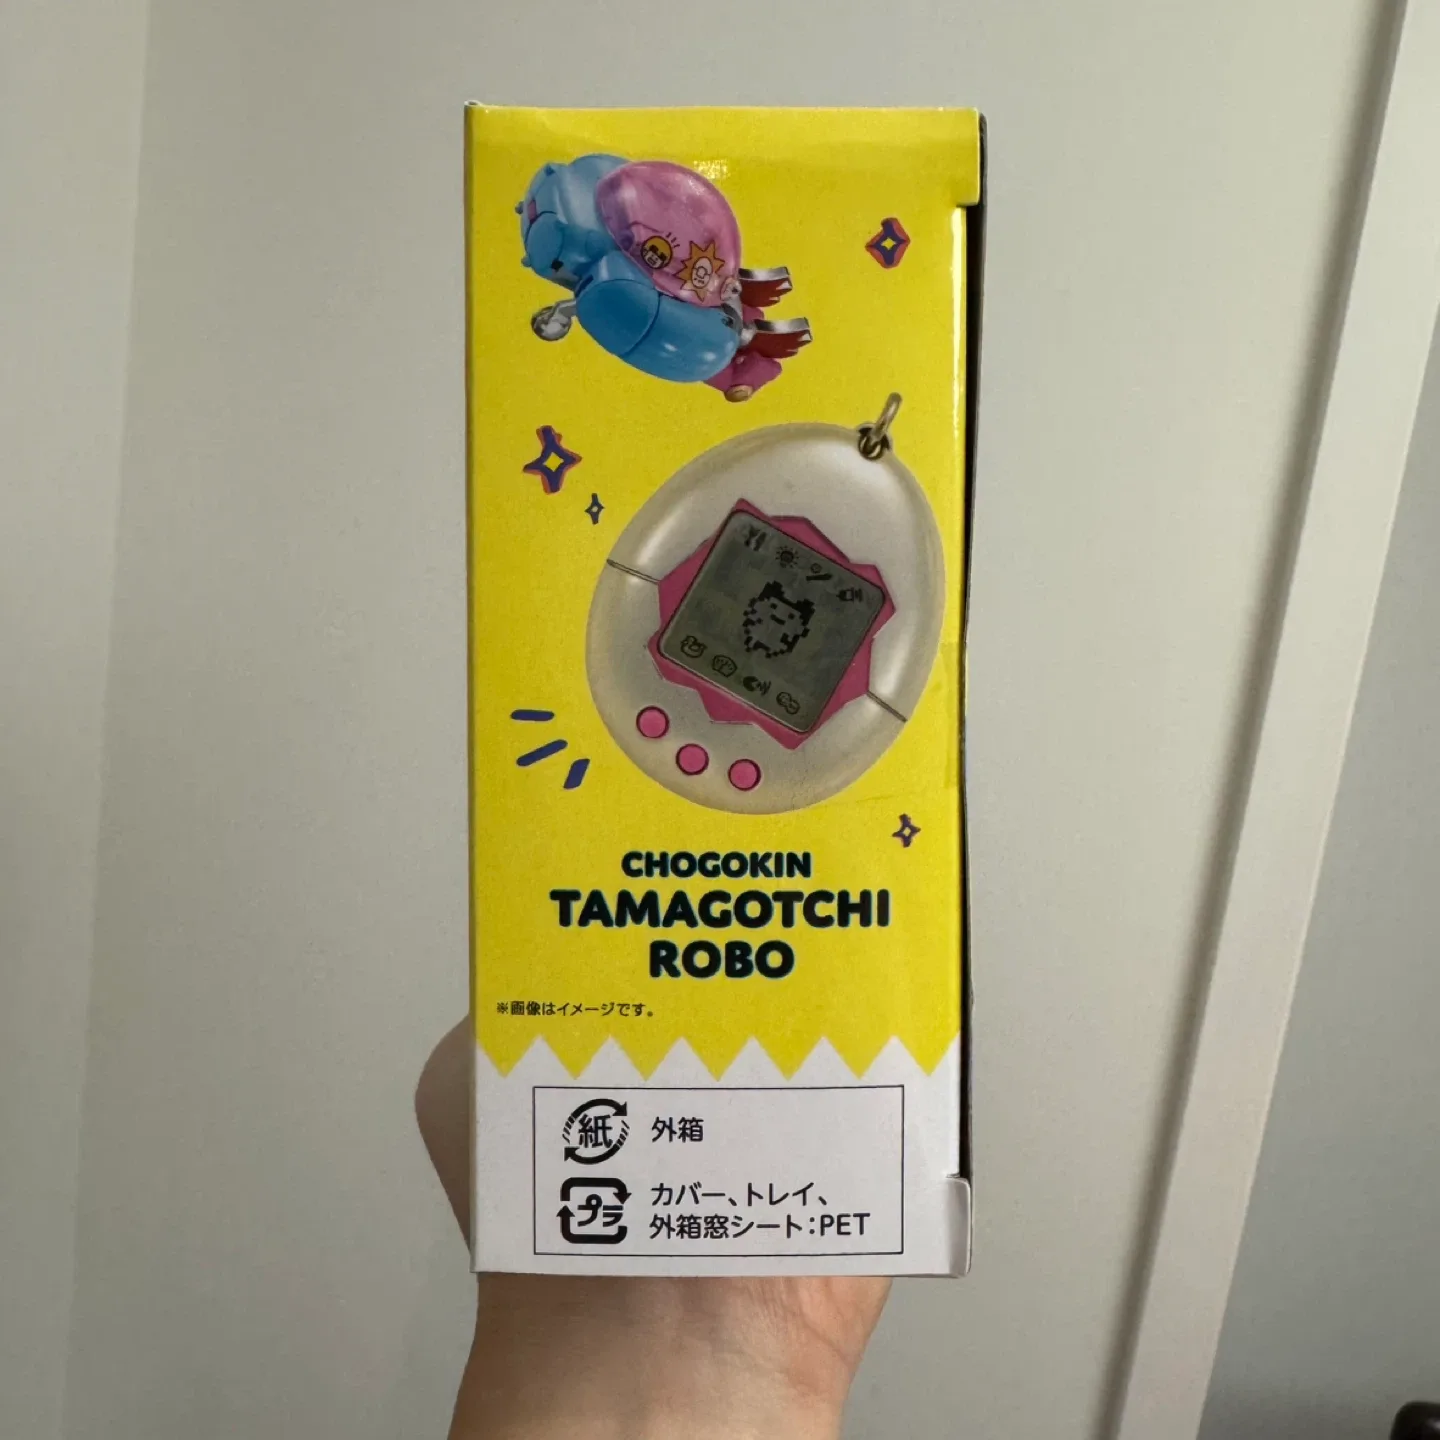 CHOGOKIN
TAMAGOTCHI
ROBO
※画像はイメージです。
紙
外箱
プラ
カバー、トレイ、
外箱窓シート:PET